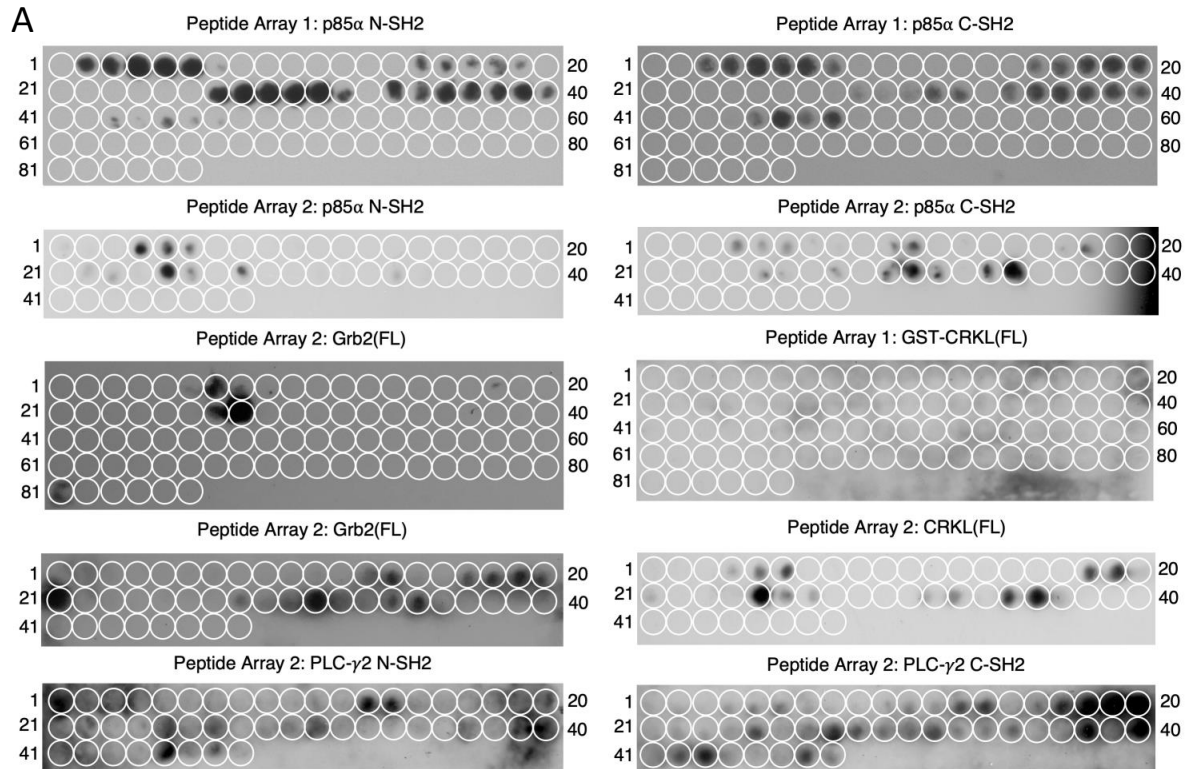 A
Peptide Array 1: p85α N-SH2
Peptide Array 1: p85α C-SH2
1 20 1 20
21 40 21 40
41 60 41 60
61 80 61 80
81 81
Peptide Array 2: p85α N-SH2
Peptide Array 2: p85α C-SH2
1 20 1 20
21 40 21 40
41 41
Peptide Array 2: Grb2(FL)
Peptide Array 1: GST-CRKL(FL)
1 20 1 20
21 40 21 40
41 60 41 60
61 80 61 80
81 81
Peptide Array 2: Grb2(FL)
Peptide Array 2: CRKL(FL)
1 20 1 20
21 40 21 40
41 41
Peptide Array 2: PLC-γ2 N-SH2
Peptide Array 2: PLC-γ2 C-SH2
1 20 1 20
21 40 21 40
41 41